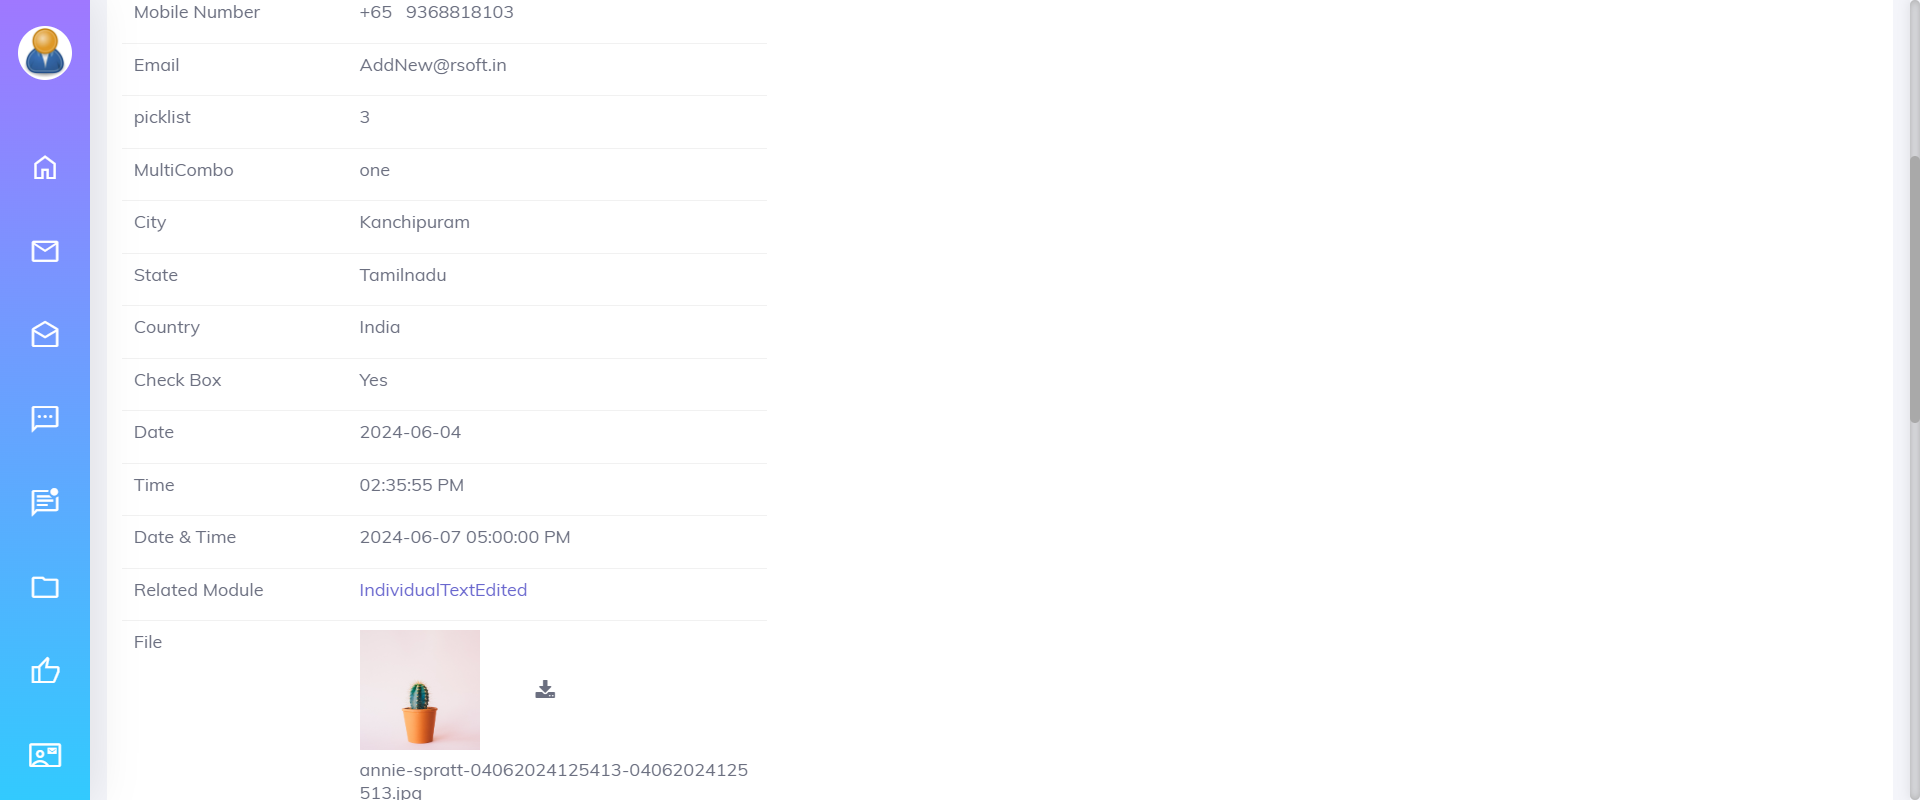 Mobile Number +65 9368818103
Email AddNew@rsoft.in
picklist 3
MultiCombo one
City Kanchipuram
State Tamilnadu
Country India
Check Box Yes
Date 2024-06-04
Time 02:35:55 PM
Date & Time 2024-06-07 05:00:00 PM
Related Module IndividualTextEdited
File
annie-spratt-04062024125413-04062024125
513.jpg